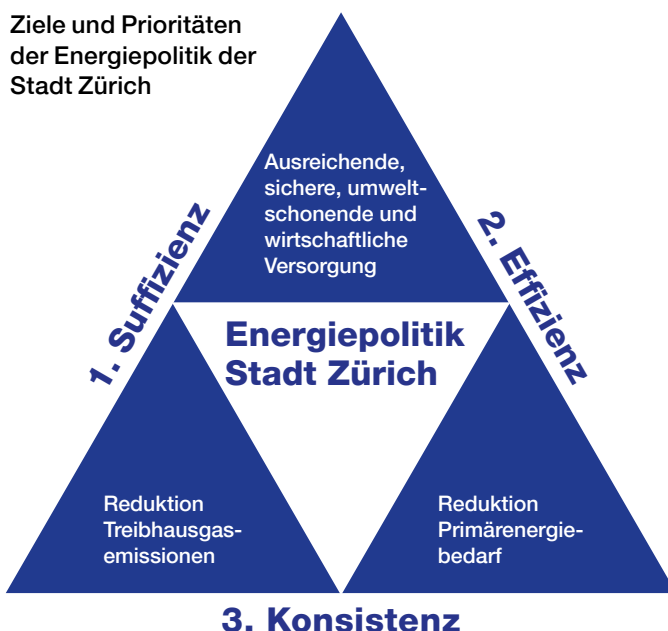 Ziele und Prioritäten
der Energiepolitik der
Stadt Zürich
Ausreichende,
sichere, umwelt-
schonende und
wirtschaftliche
Versorgung
1. Suffizienz
2. Effizienz
Energiepolitik
Stadt Zürich
Reduktion
Treibhausgas-
emissionen
Reduktion
Primärenergie-
bedarf
3. Konsistenz